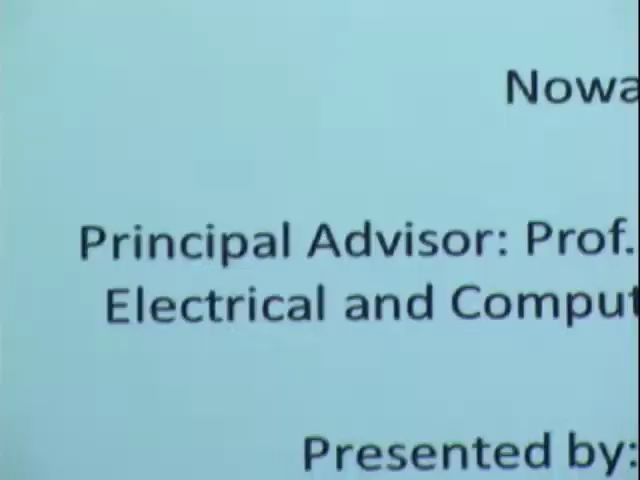 Nowa
Principal Advisor: Prof.
Electrical and Comput
Presented by: